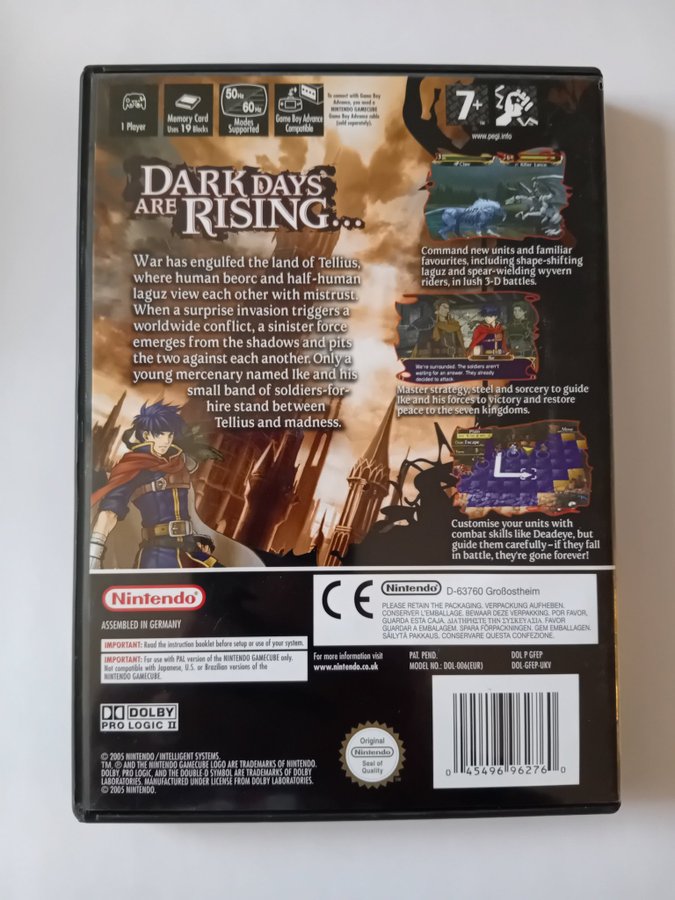 1 Player
Memory Card
Uses 19 Blocks
50Hz
60Hz
Modes
Supported
Game Boy Advance
Compatible
To connect with Game Boy
Advance, you need a
NINTENDO GAMECUBE
Game Boy Advance cable
(sold separately).
7+
www.pegi.info
DARK DAYS
ARE RISING...
War has engulfed the land of Tellius,
where human beorc and half-human
laguz view each other with mistrust.
When a surprise invasion triggers a
worldwide conflict, a sinister force
emerges from the shadows and pits
the two against each another. Only a
young mercenary named Ike and his
small band of soldiers-for-
hire stand between
Tellius and madness.
Command new units and familiar
favourites, including shape-shifting
laguz and spear-wielding wyvern
riders, in lush 3-D battles.
We're surrounded. The soldiers aren't
waiting for an answer. They already
decided to attack
Master strategy, steel and sorcery to guide
Ike and his forces to victory and restore
peace to the seven kingdoms.
Escape
Customise your units with
combat skills like Deadeye, but
guide them carefully – if they fall
in battle, they're gone forever!
Nintendo
ASSEMBLED IN GERMANY
IMPORTANT: Read the instruction booklet before setup or use of your system.
IMPORTANT: For use with PAL version of the NINTENDO GAMECUBE only.
Not compatible with Japanese, U.S. or Brazilian versions of the
NINTENDO GAMECUBE.
CE
Nintendo D-63760 Großostheim
PLEASE RETAIN THE PACKAGING. VERPACKUNG AUFHEBEN.
CONSERVER L'EMBALLAGE. BEWAAR DEZE VERPAKKING. POR FAVOR,
GUARDA ESTA CAJA. ΔΙΑΤΗΡΗΣΤΕ ΤΗΝ ΣΥΣΚΕΥΑΣΙΑ. FAVOR
GUARDAR A EMBALAGEM. SPARA FÖRPACKNINGEN. GEM EMBALLAGEN.
SÄILYTÄ PAKKAUS. CONSERVARE QUESTA CONFEZIONE.
For more information visit
www.nintendo.co.uk
PAT. PEND.
MODEL NO.: DOL-006(EUR)
DOL P GFEP
DOL-GFEP-UKV
DOLBY
PRO LOGIC II
© 2005 NINTENDO/INTELLIGENT SYSTEMS.
TM, ® AND THE NINTENDO GAMECUBE LOGO ARE TRADEMARKS OF NINTENDO.
DOLBY, PRO LOGIC, AND THE DOUBLE-D SYMBOL ARE TRADEMARKS OF DOLBY
LABORATORIES. MANUFACTURED UNDER LICENSE FROM DOLBY LABORATORIES.
© 2005 NINTENDO.
Original
Nintendo
Seal of
Quality
0 45496 96276 0